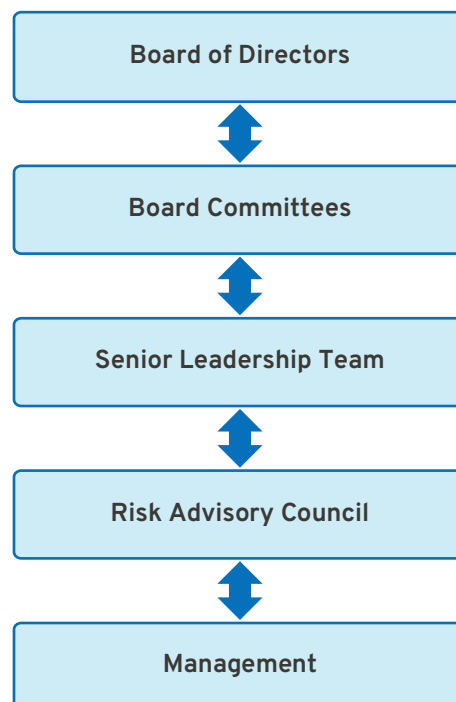 Board of Directors
Board Committees
Senior Leadership Team
Risk Advisory Council
Management